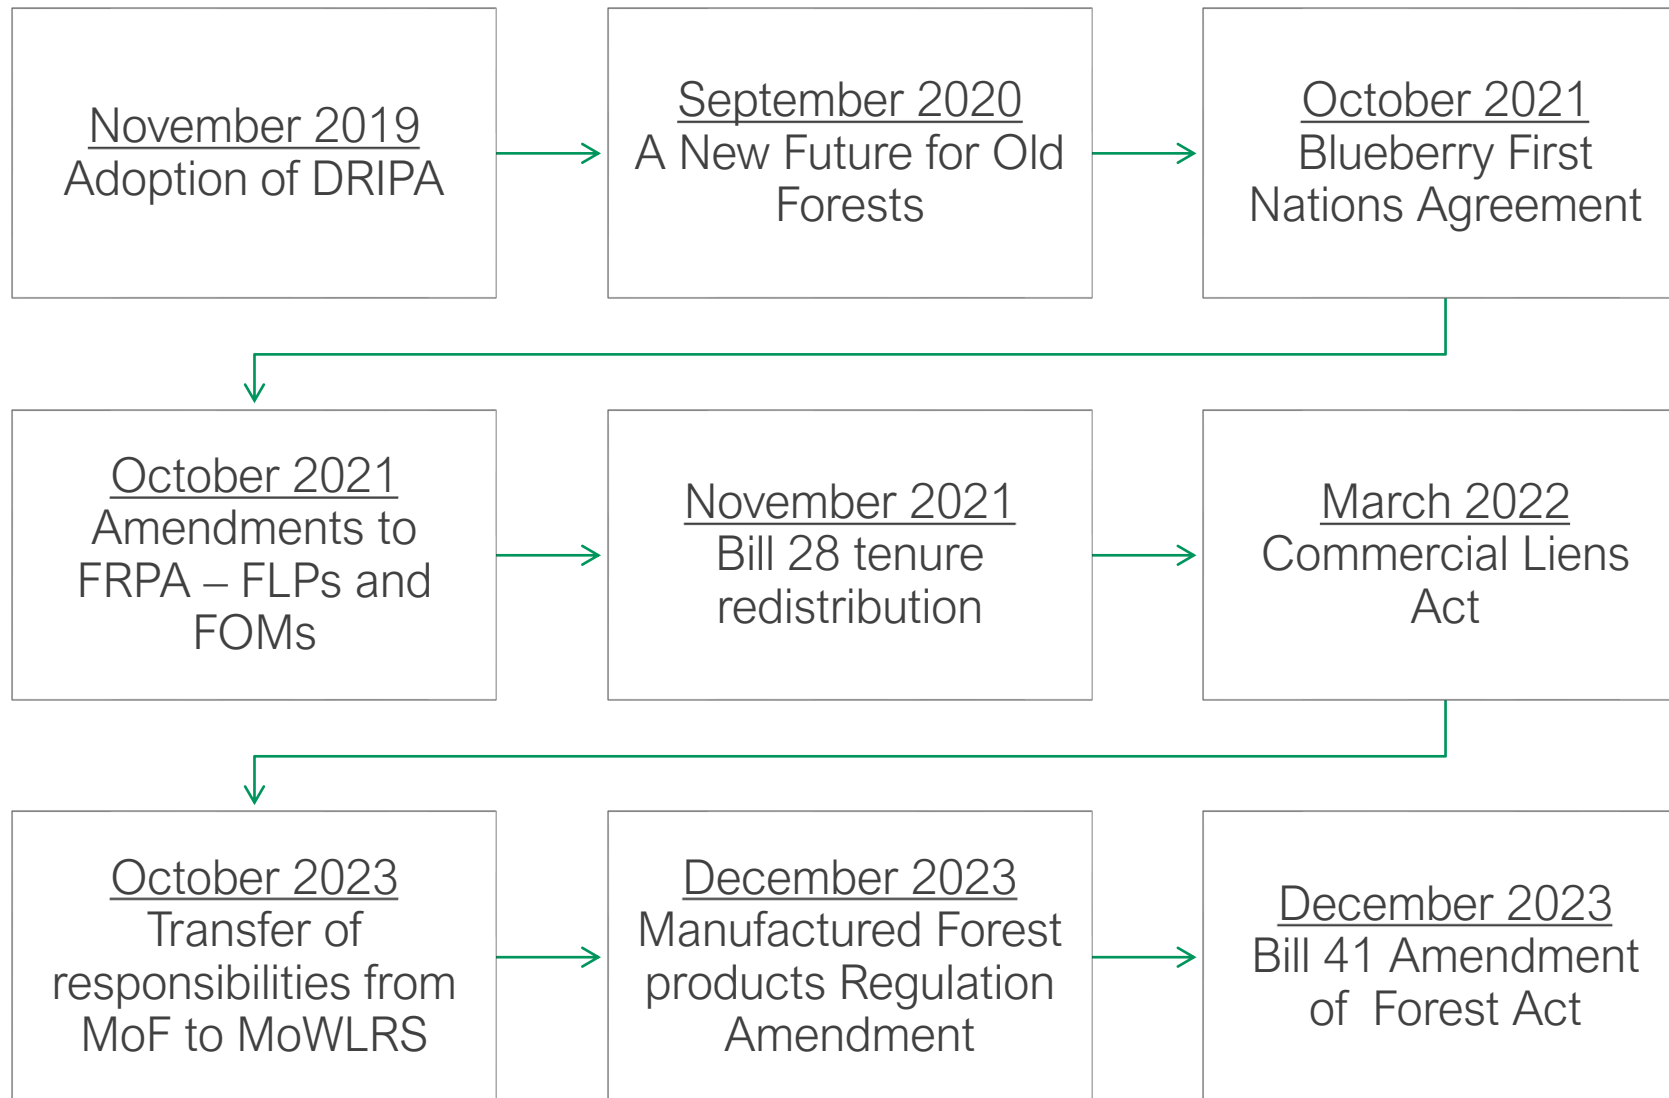 November 2019
Adoption of DRIPA
September 2020
A New Future for Old
Forests
October 2021
Blueberry First
Nations Agreement
October 2021
Amendments to
FRPA – FLPs and
FOMs
November 2021
Bill 28 tenure
redistribution
March 2022
Commercial Liens
Act
October 2023
Transfer of
responsibilities from
MoF to MoWLRS
December 2023
Manufactured Forest
products Regulation
Amendment
December 2023
Bill 41 Amendment
of  Forest Act